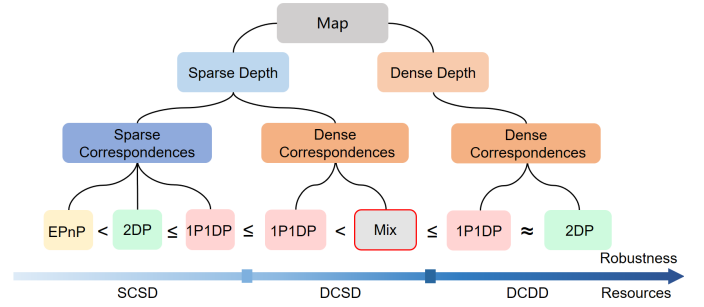 Map
Sparse Depth
Dense Depth
Sparse
Correspondences
Dense
Correspondences
Dense
Correspondences
EPnP < 2DP ≤ 1P1DP ≤ 1P1DP < Mix ≤ 1P1DP ≈ 2DP
Robustness
SCSD DCSD DCDD Resources